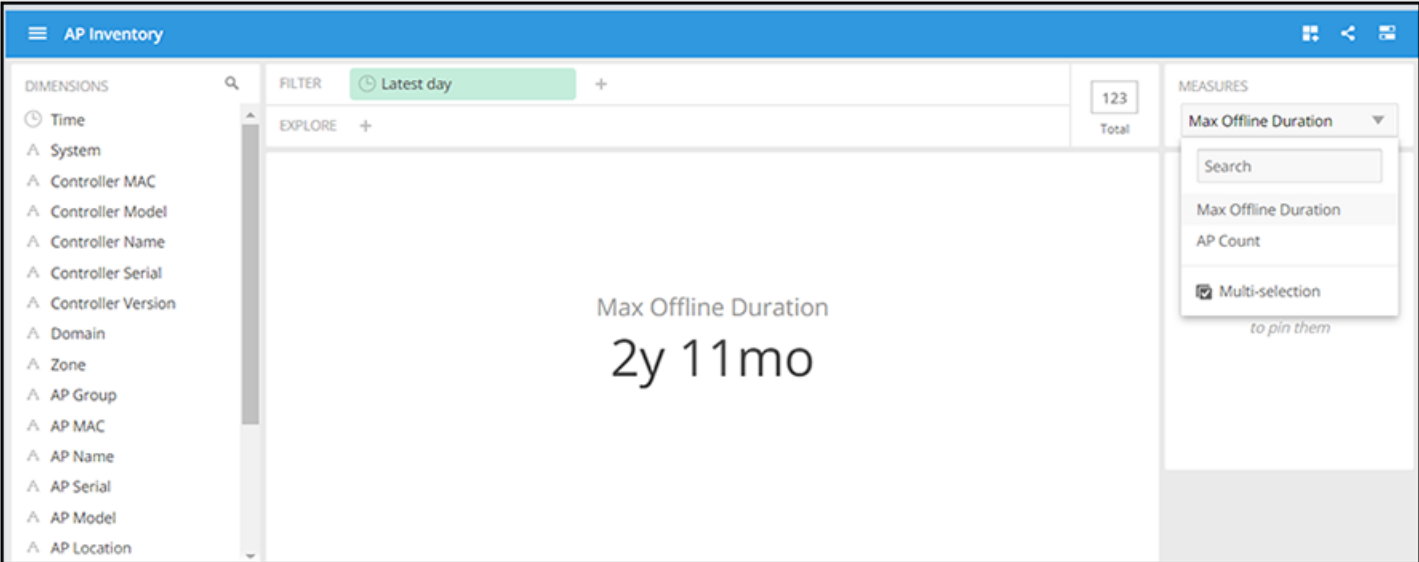 AP Inventory
DIMENSIONS
Time
System
Controller MAC
Controller Model
Controller Name
Controller Serial
Controller Version
Domain
Zone
AP Group
AP MAC
AP Name
AP Serial
AP Model
AP Location
FILTER
Latest day
+
EXPLORE +
123
Total
Max Offline Duration
2y 11mo
MEASURES
Max Offline Duration
Search
Max Offline Duration
AP Count
Multi-selection
to pin them